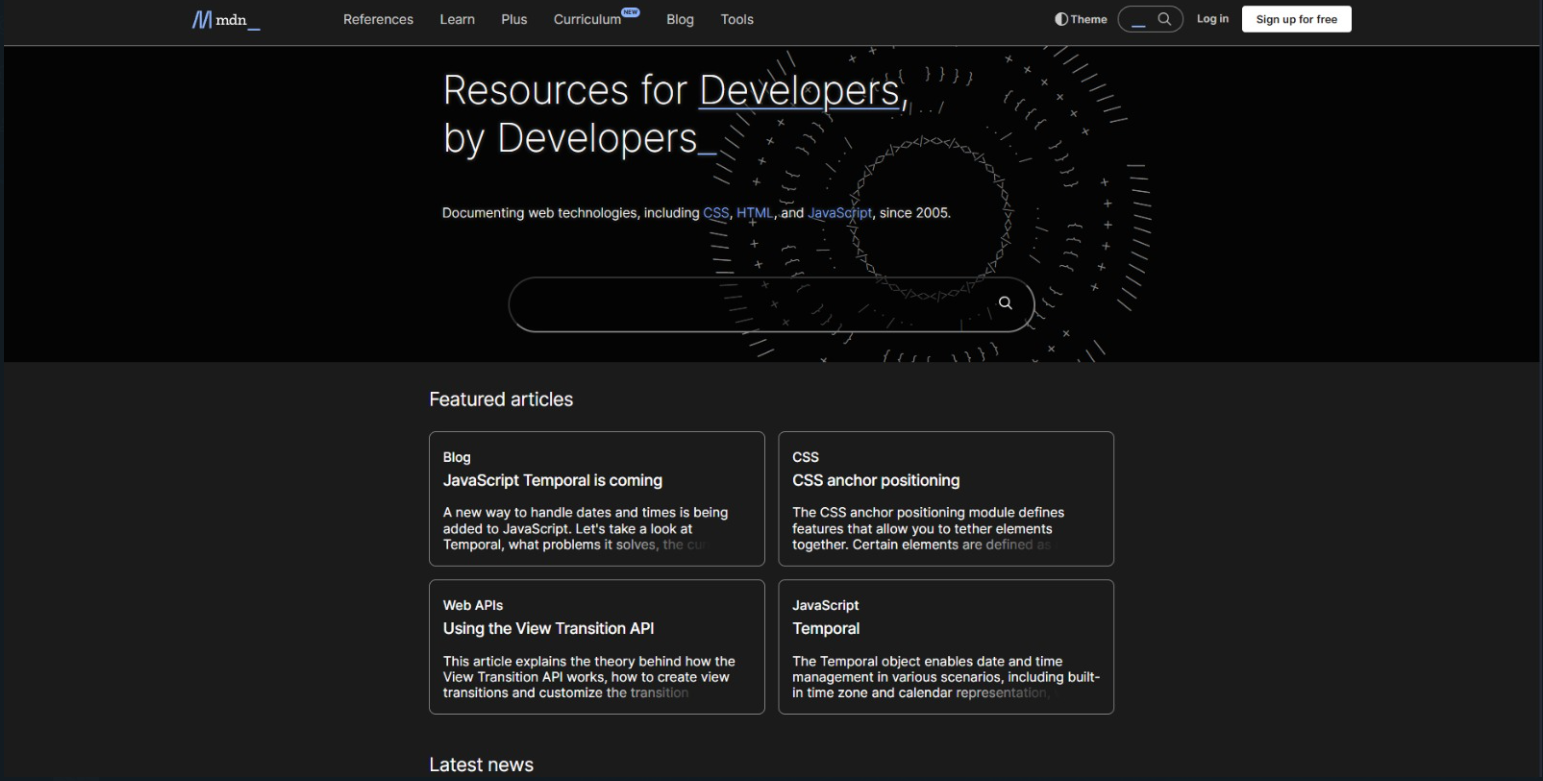 mdn_
References Learn Plus Curriculum NEW Blog Tools
Theme Log in Sign up for free
Resources for Developers,
by Developers_
Documenting web technologies, including CSS, HTML, and JavaScript, since 2005.
Featured articles
Blog
JavaScript Temporal is coming
A new way to handle dates and times is being
added to JavaScript. Let's take a look at
Temporal, what problems it solves, the
CSS
CSS anchor positioning
The CSS anchor positioning module defines
features that allow you to tether elements
together. Certain elements are defined as
Web APIs
Using the View Transition API
This article explains the theory behind how the
View Transition API works, how to create view
transitions and customize the transition
JavaScript
Temporal
The Temporal object enables date and time
management in various scenarios, including built-
in time zone and calendar representation,
Latest news